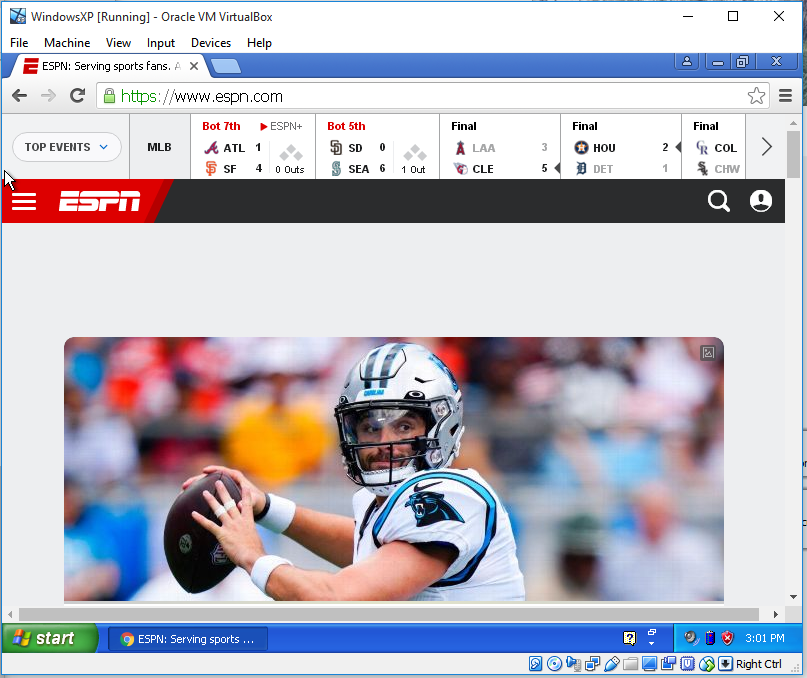 WindowsXP [Running] - Oracle VM VirtualBox
File Machine View Input Devices Help
ESPN: Serving sports fans. A
https://www.espn.com
TOP EVENTS
MLB
Bot 7th ESPN+
ATL 1
SF 4 0 Outs
Bot 5th
SD 0
SEA 6 1 Out
Final
LAA 3
CLE 5
Final
HOU 2
DET 1
Final
COL
CHW
ESPN
CAROLINA
NFL
start
ESPN: Serving sports ...
3:01 PM
Right Ctrl